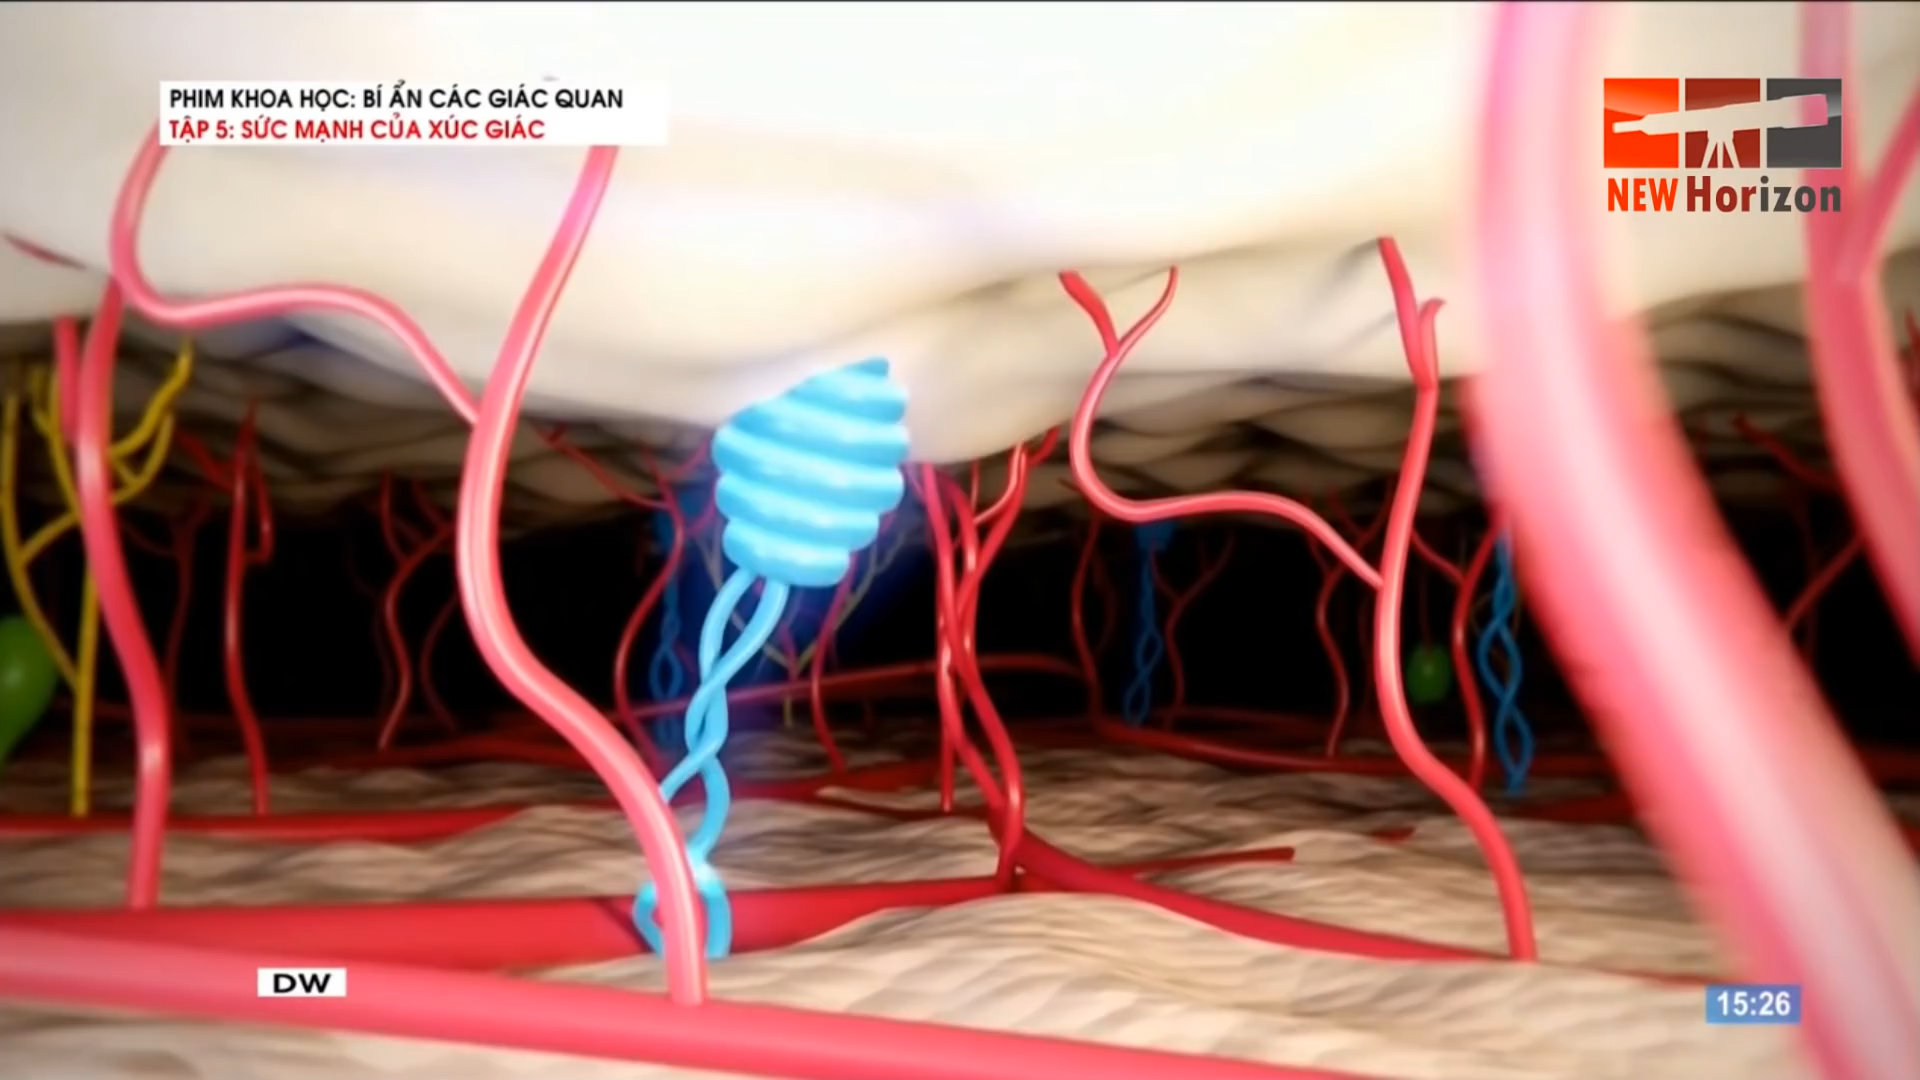 PHIM KHOA HỌC: BÍ ẨN CÁC GIÁC QUAN
TẬP 5: SỨC MẠNH CỦA XÚC GIÁC
NEW Horizon
DW
15:26